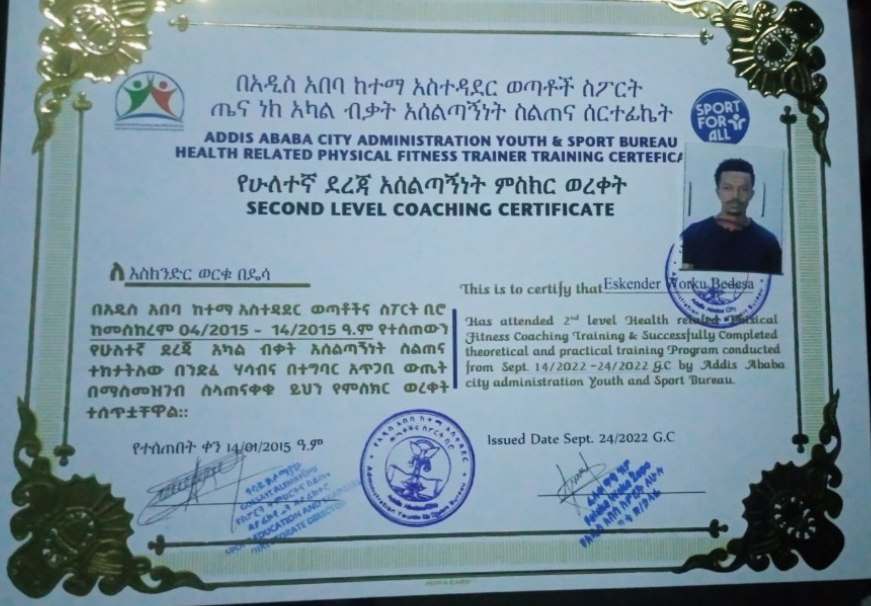 በአዲስ አበባ ከተማ አስተዳደር ወጣቶች ስፖርት
ጤና ነክ አካል ብቃት አሰልጣኝነት ስልጠና ሰርተፊኬት
SPORT
FOR
ALL
ADDIS ABABA CITY ADMINISTRATION YOUTH & SPORT BUREAU
HEALTH RELATED PHYSICAL FITNESS TRAINER TRAINING CERTEFICA
የሁለተኛ ደረጃ አሰልጣኝነት ምስክር ወረቀት
SECOND LEVEL COACHING CERTIFICATE
ለ እስክንድር ወርቁ በዴሳ
በአዲስ አበባ ከተማ አስተዳደር ወጣቶችና ስፖርት ቢሮ
ከመስከረም 04/2015 - 14/2015 ዓ.ም የተሰጠውን
የሁለተኛ ደረጃ አካል ብቃት አሰልጣኝነት ስልጠና
ተከታትለው በንድፈ ሃሳብና በተግባር አጥጋቢ ውጤት
በማስመዝገብ ስላጠናቀቁ ይህን የምስክር ወረቀት
ተሰጥቷቸዋል።
የተሰጠበት ቀን 14/01/2015 ዓ.ም
This is to certify that Eskender Worku Bedesa
Has attended 2nd level Health related Phisical
Fitness Coaching Training & Successfully Completed
theoretical and practical training Program conducted
from Sept. 14/2022 -24/2022 G.C by Addis Ababa
city administration Youth and Sport Bureau.
Issued Date Sept. 24/2022 G.C